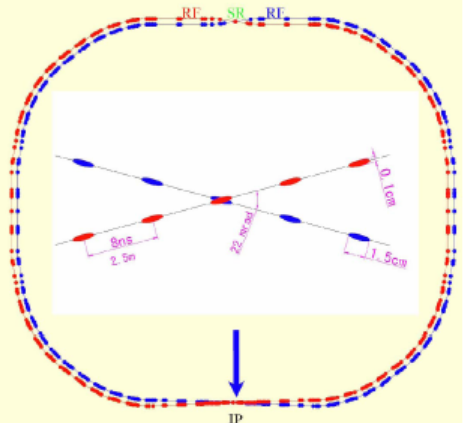 RF SR RF
0.1cm
22 mrad
8ns
2.5m
1.5cm
IP